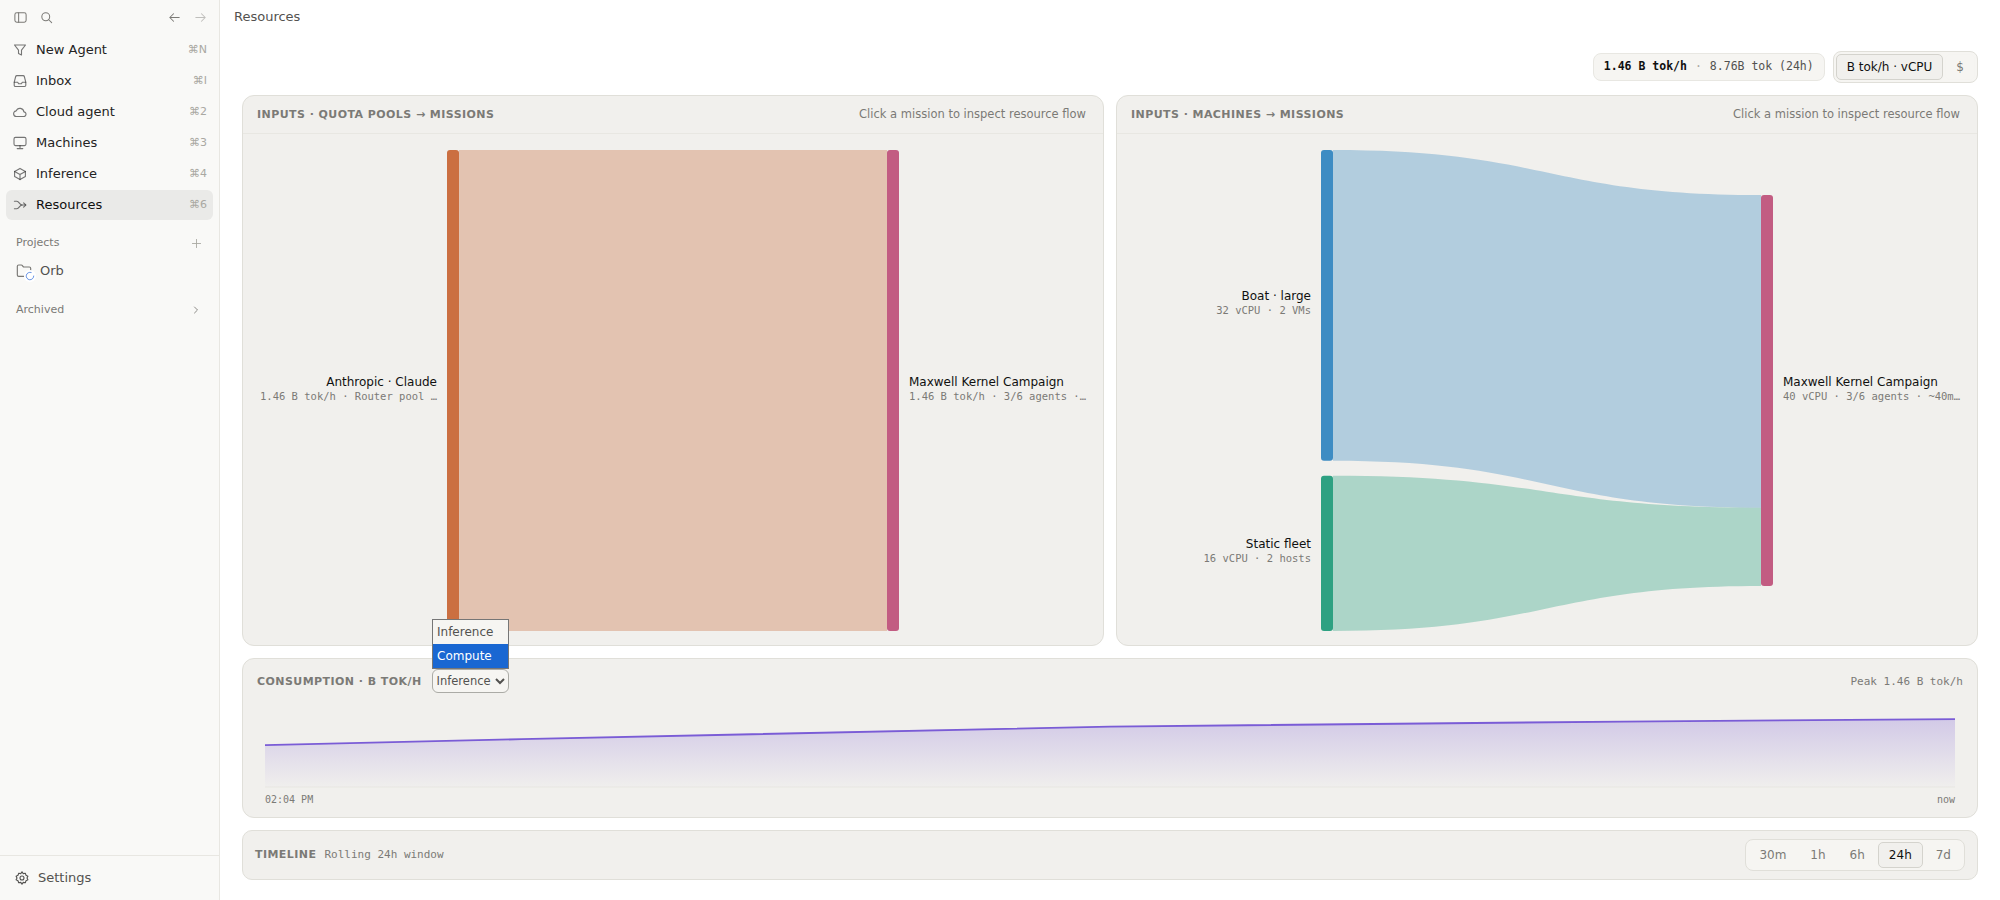 New Agent ⌘N
Inbox ⌘I
Cloud agent ⌘2
Machines ⌘3
Inference ⌘4
Resources ⌘6
Projects
Orb
Archived
Settings
Resources
1.46 B tok/h · 8.76B tok (24h)
B tok/h · vCPU $
INPUTS · QUOTA POOLS → MISSIONS
Click a mission to inspect resource flow
Anthropic · Claude
1.46 B tok/h · Router pool …
Maxwell Kernel Campaign
1.46 B tok/h · 3/6 agents ·…
INPUTS · MACHINES → MISSIONS
Click a mission to inspect resource flow
Boat · large
32 vCPU · 2 VMs
Static fleet
16 vCPU · 2 hosts
Maxwell Kernel Campaign
40 vCPU · 3/6 agents · ~40m…
Inference
Compute
CONSUMPTION · B TOK/H Inference
Peak 1.46 B tok/h
02:04 PM
now
TIMELINE Rolling 24h window
30m 1h 6h 24h 7d